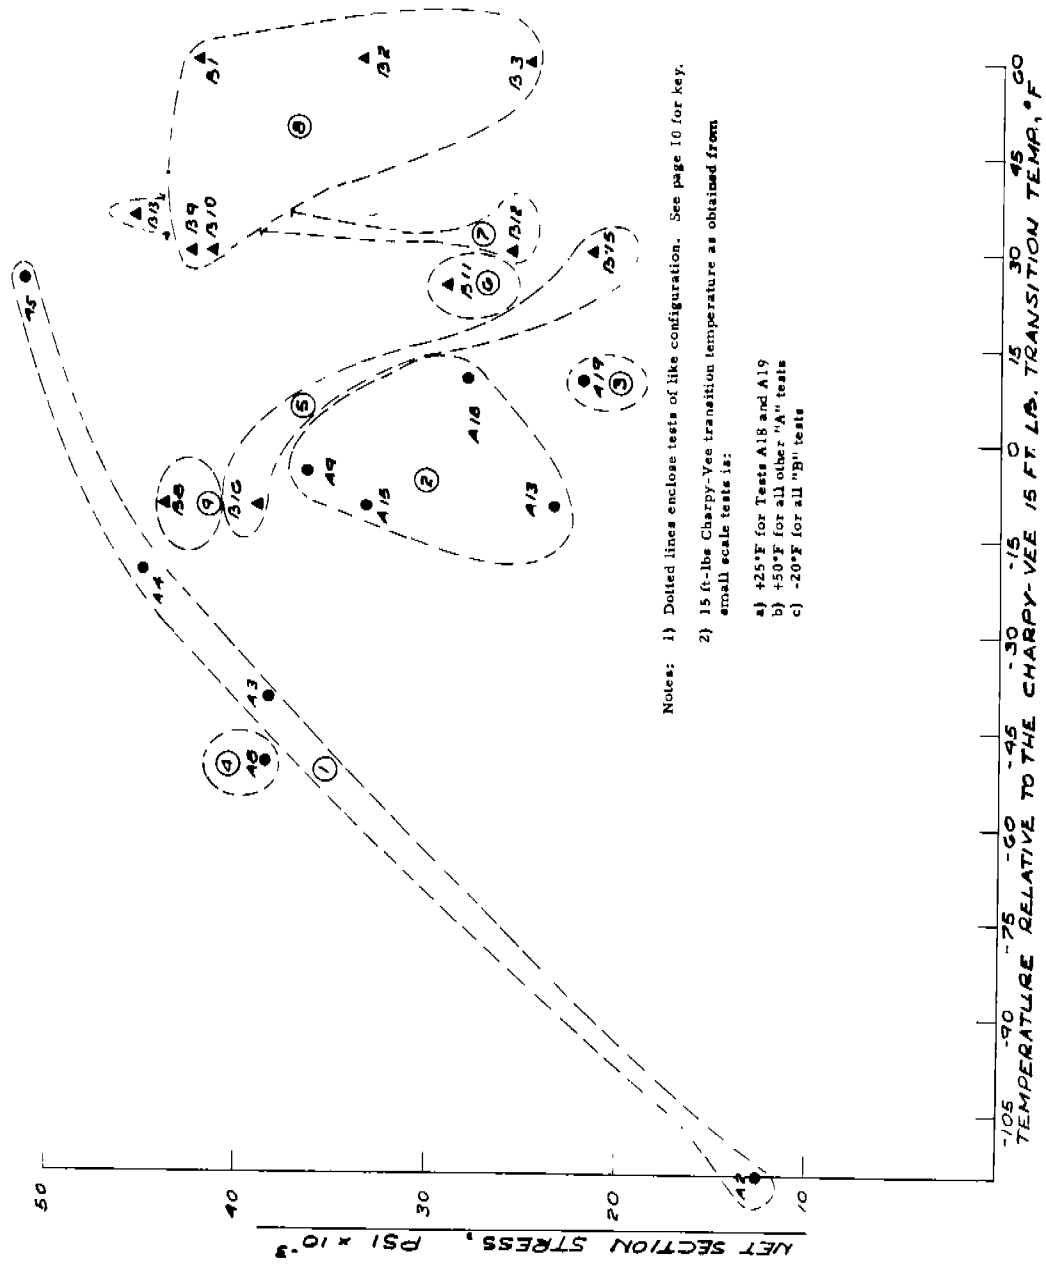 50
40
30
20
10
NET SECTION STRESS, PSI x 10⁻³
-105
-90
-75
-60
-45
-30
-15
0
15
30
45
60
TEMPERATURE RELATIVE TO THE CHARPY-VEE 15 FT. LB. TRANSITION TEMP., °F
A5
A4
A3
A2
1
4
A8
B8
9
B16
5
A9
A15
2
A18
A13
A19
3
B11
6
7
B12
B15
B13
B9
B10
8
B1
B2
B3
Notes: 1) Dotted lines enclose tests of like configuration. See page 10 for key.
2) 15 ft-lbs Charpy-Vee transition temperature as obtained from
small scale tests is:
a) +25°F for Tests A18 and A19
b) +50°F for all other "A" tests
c) -20°F for all "B" tests